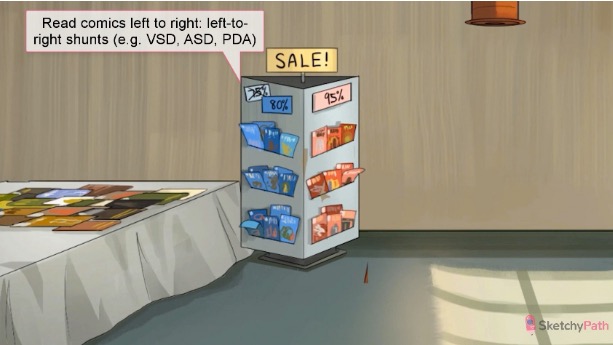 Read comics left to right: left-to-
right shunts (e.g. VSD, ASD, PDA)
SALE!
25%
80%
95%
SketchyPath